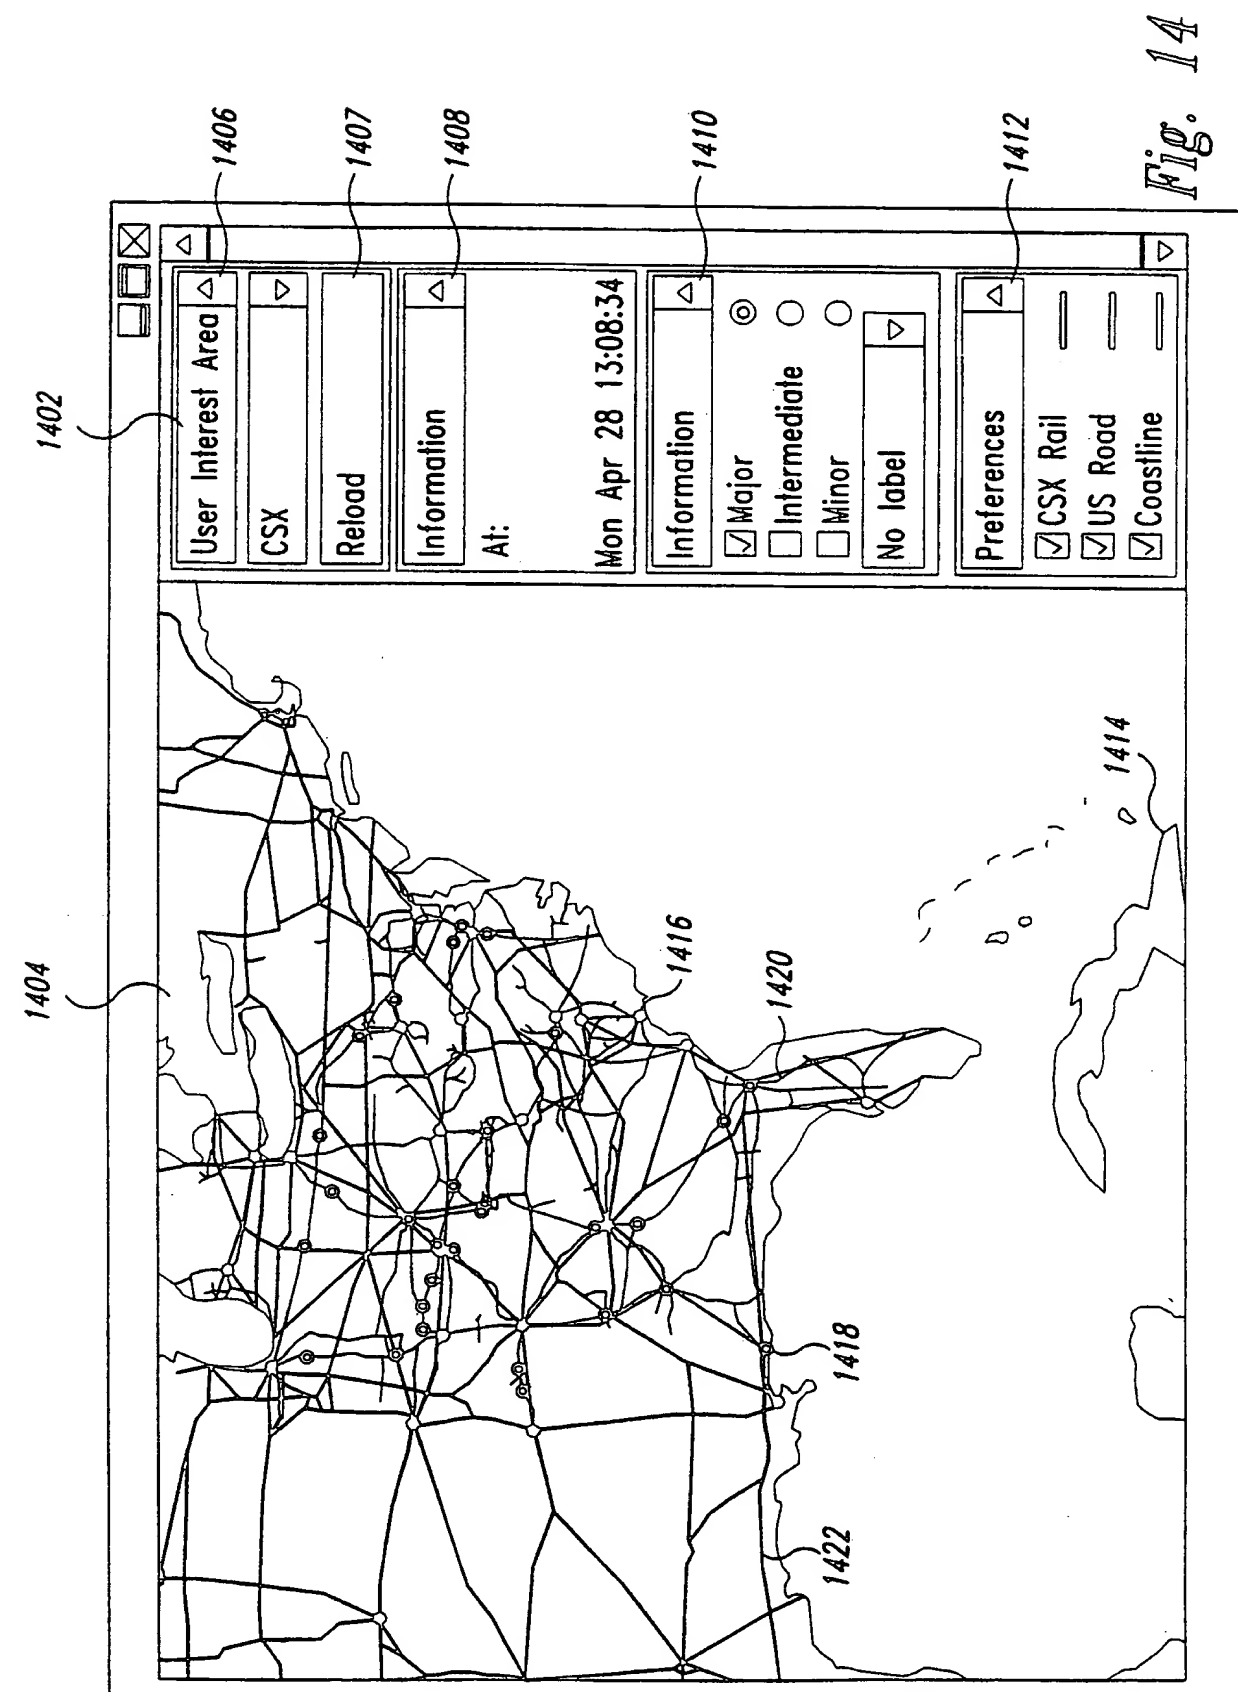 1404
1402
User Interest Area
1406
CSX
Reload
1407
Information
1408
At:
Mon Apr 28 13:08:34
Information
1410
Major
Intermediate
Minor
No label
Preferences
1412
CSX Rail
US Road
Coastline
1416
1420
1418
1422
1414
Fig. 14